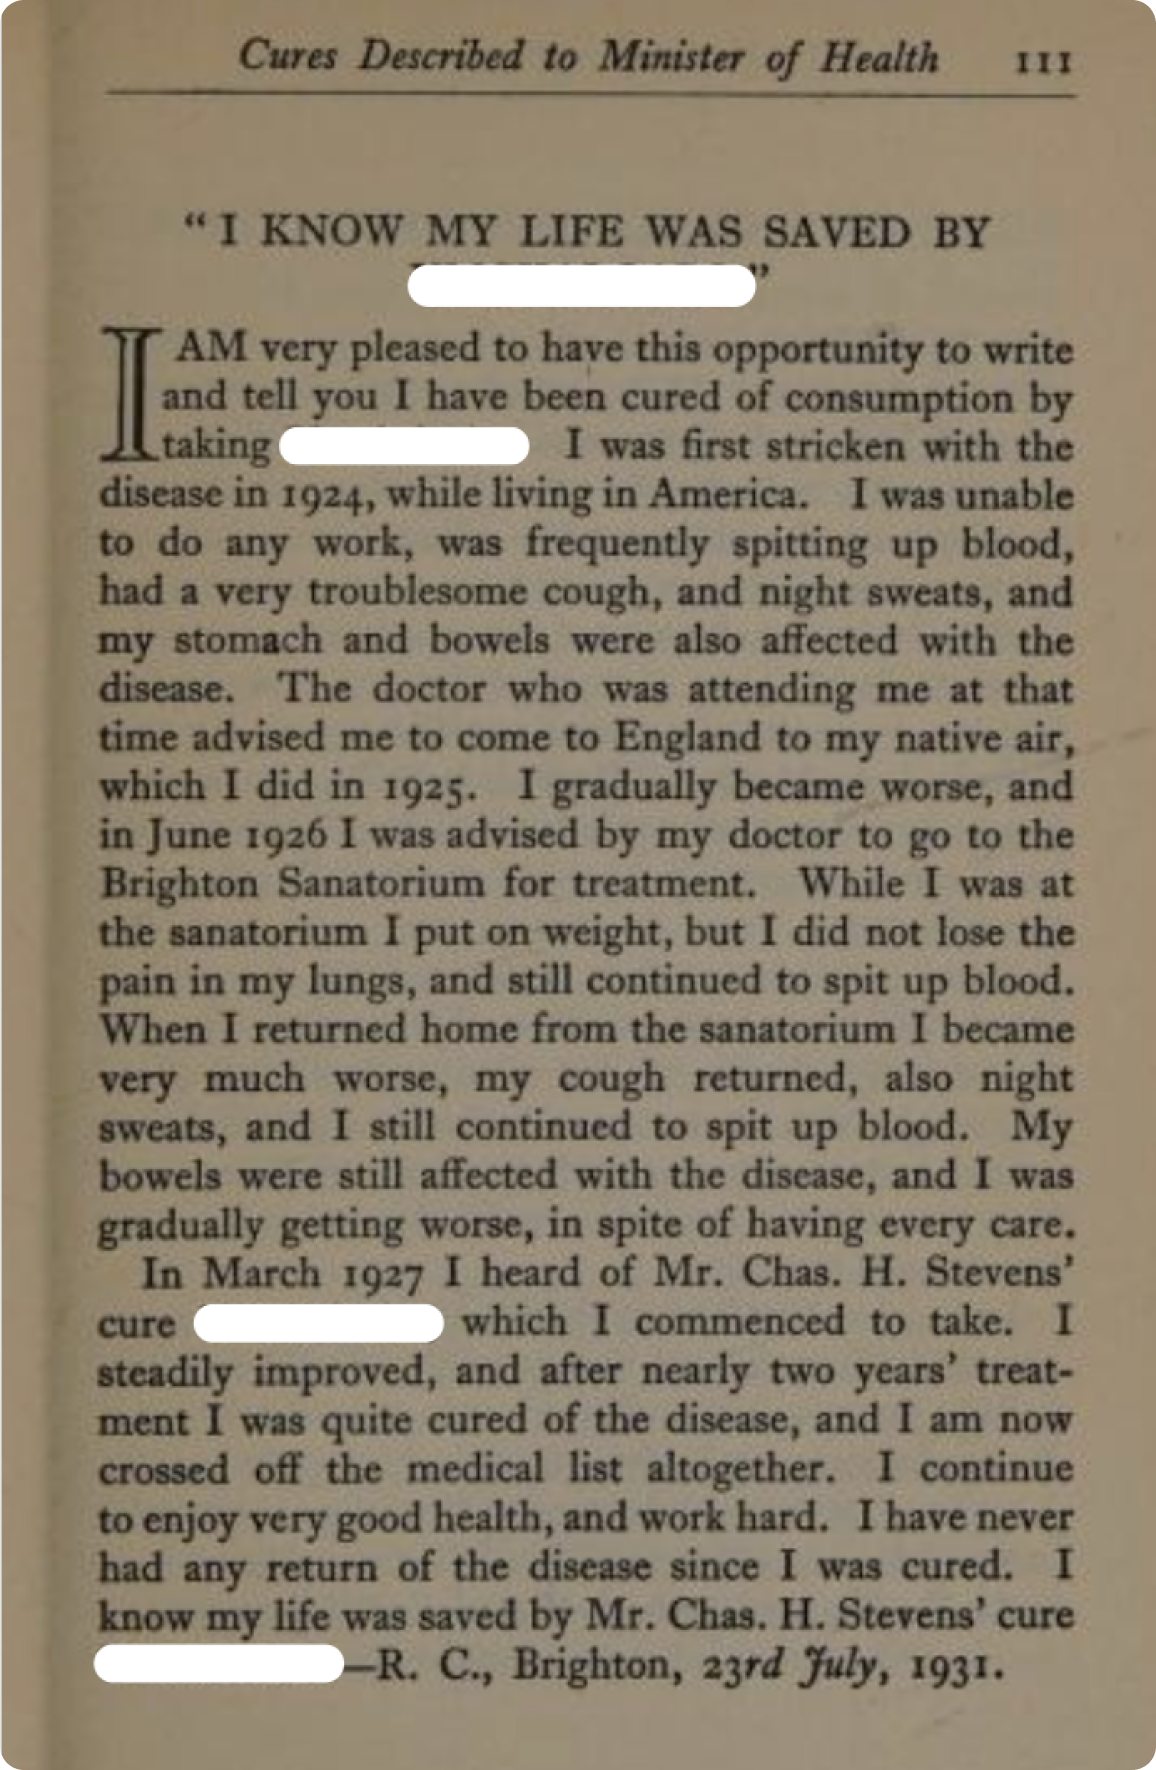 Cures Described to Minister of Health 111
"I KNOW MY LIFE WAS SAVED BY
"
I AM very pleased to have this opportunity to write
and tell you I have been cured of consumption by
taking I was first stricken with the
disease in 1924, while living in America. I was unable
to do any work, was frequently spitting up blood,
had a very troublesome cough, and night sweats, and
my stomach and bowels were also affected with the
disease. The doctor who was attending me at that
time advised me to come to England to my native air,
which I did in 1925. I gradually became worse, and
in June 1926 I was advised by my doctor to go to the
Brighton Sanatorium for treatment. While I was at
the sanatorium I put on weight, but I did not lose the
pain in my lungs, and still continued to spit up blood.
When I returned home from the sanatorium I became
very much worse, my cough returned, also night
sweats, and I still continued to spit up blood. My
bowels were still affected with the disease, and I was
gradually getting worse, in spite of having every care.
In March 1927 I heard of Mr. Chas. H. Stevens'
cure which I commenced to take. I
steadily improved, and after nearly two years' treat-
ment I was quite cured of the disease, and I am now
crossed off the medical list altogether. I continue
to enjoy very good health, and work hard. I have never
had any return of the disease since I was cured. I
know my life was saved by Mr. Chas. H. Stevens' cure
—R. C., Brighton, 23rd July, 1931.